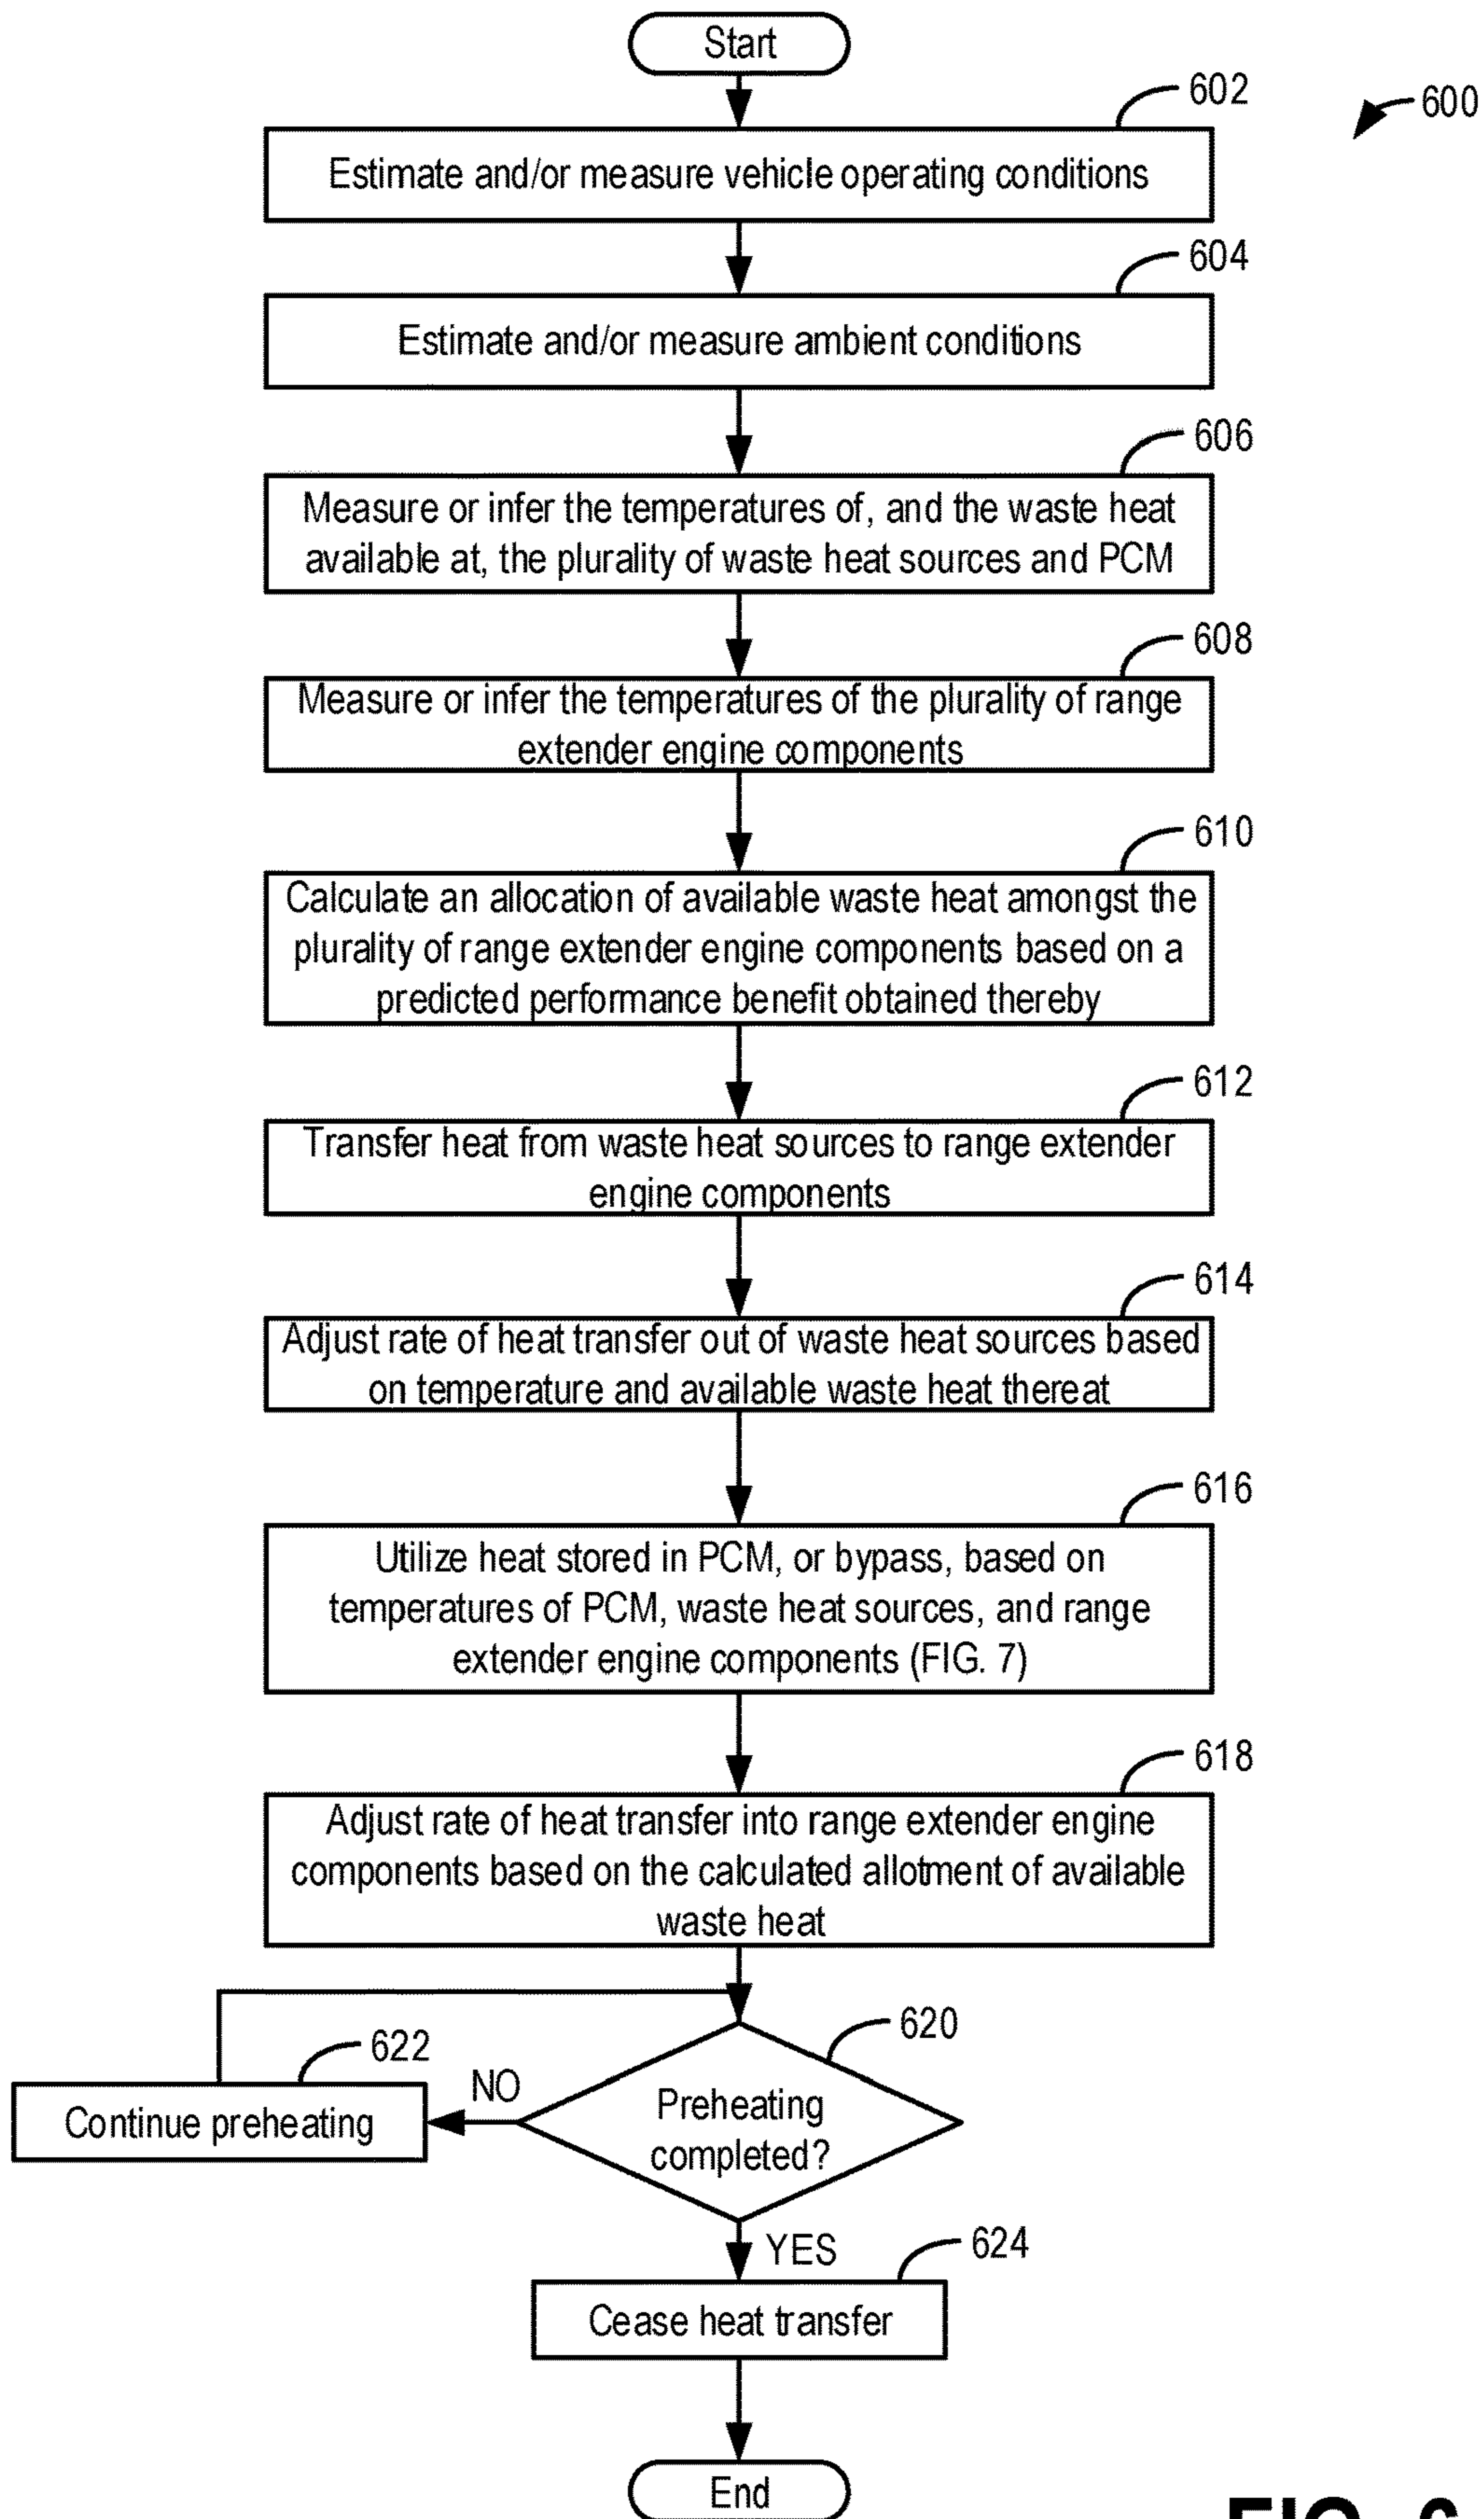 Start
602
600
Estimate and/or measure vehicle operating conditions
604
Estimate and/or measure ambient conditions
606
Measure or infer the temperatures of, and the waste heat
available at, the plurality of waste heat sources and PCM
608
Measure or infer the temperatures of the plurality of range
extender engine components
610
Calculate an allocation of available waste heat amongst the
plurality of range extender engine components based on a
predicted performance benefit obtained thereby
612
Transfer heat from waste heat sources to range extender
engine components
614
Adjust rate of heat transfer out of waste heat sources based
on temperature and available waste heat thereat
616
Utilize heat stored in PCM, or bypass, based on
temperatures of PCM, waste heat sources, and range
extender engine components (FIG. 7)
618
Adjust rate of heat transfer into range extender engine
components based on the calculated allotment of available
waste heat
620
622
NO
Continue preheating
Preheating
completed?
YES
624
Cease heat transfer
End
FIG. 6